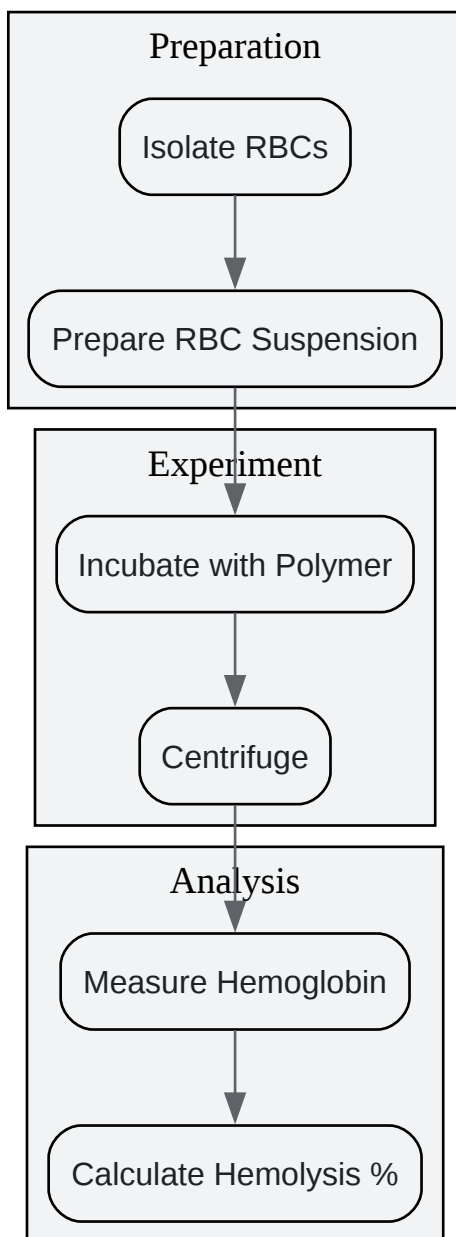 Preparation
Isolate RBCs
Prepare RBC Suspension
Experiment
Incubate with Polymer
Centrifuge
Analysis
Measure Hemoglobin
Calculate Hemolysis %